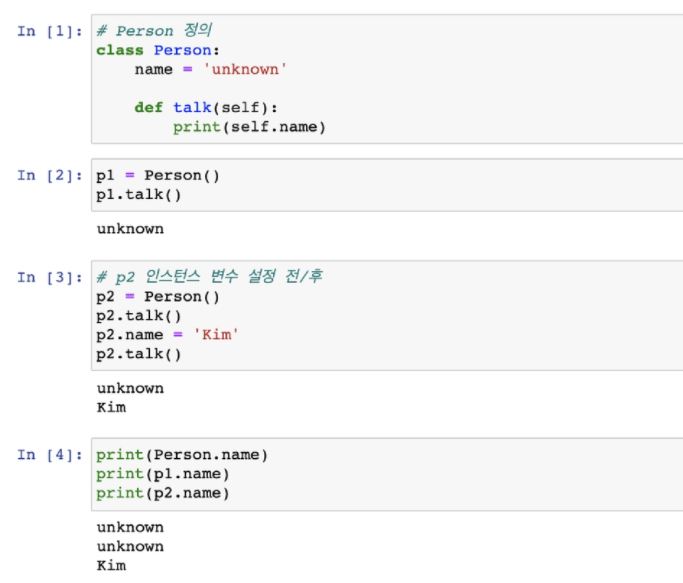 In [1]: # Person 정의
class Person:
    name = 'unknown'
    def talk(self):
        print(self.name)
In [2]: p1 = Person()
p1.talk()
unknown
In [3]: # p2 인스턴스 변수 설정 전/후
p2 = Person()
p2.talk()
p2.name = 'Kim'
p2.talk()
unknown
Kim
In [4]: print(Person.name)
print(p1.name)
print(p2.name)
unknown
unknown
Kim